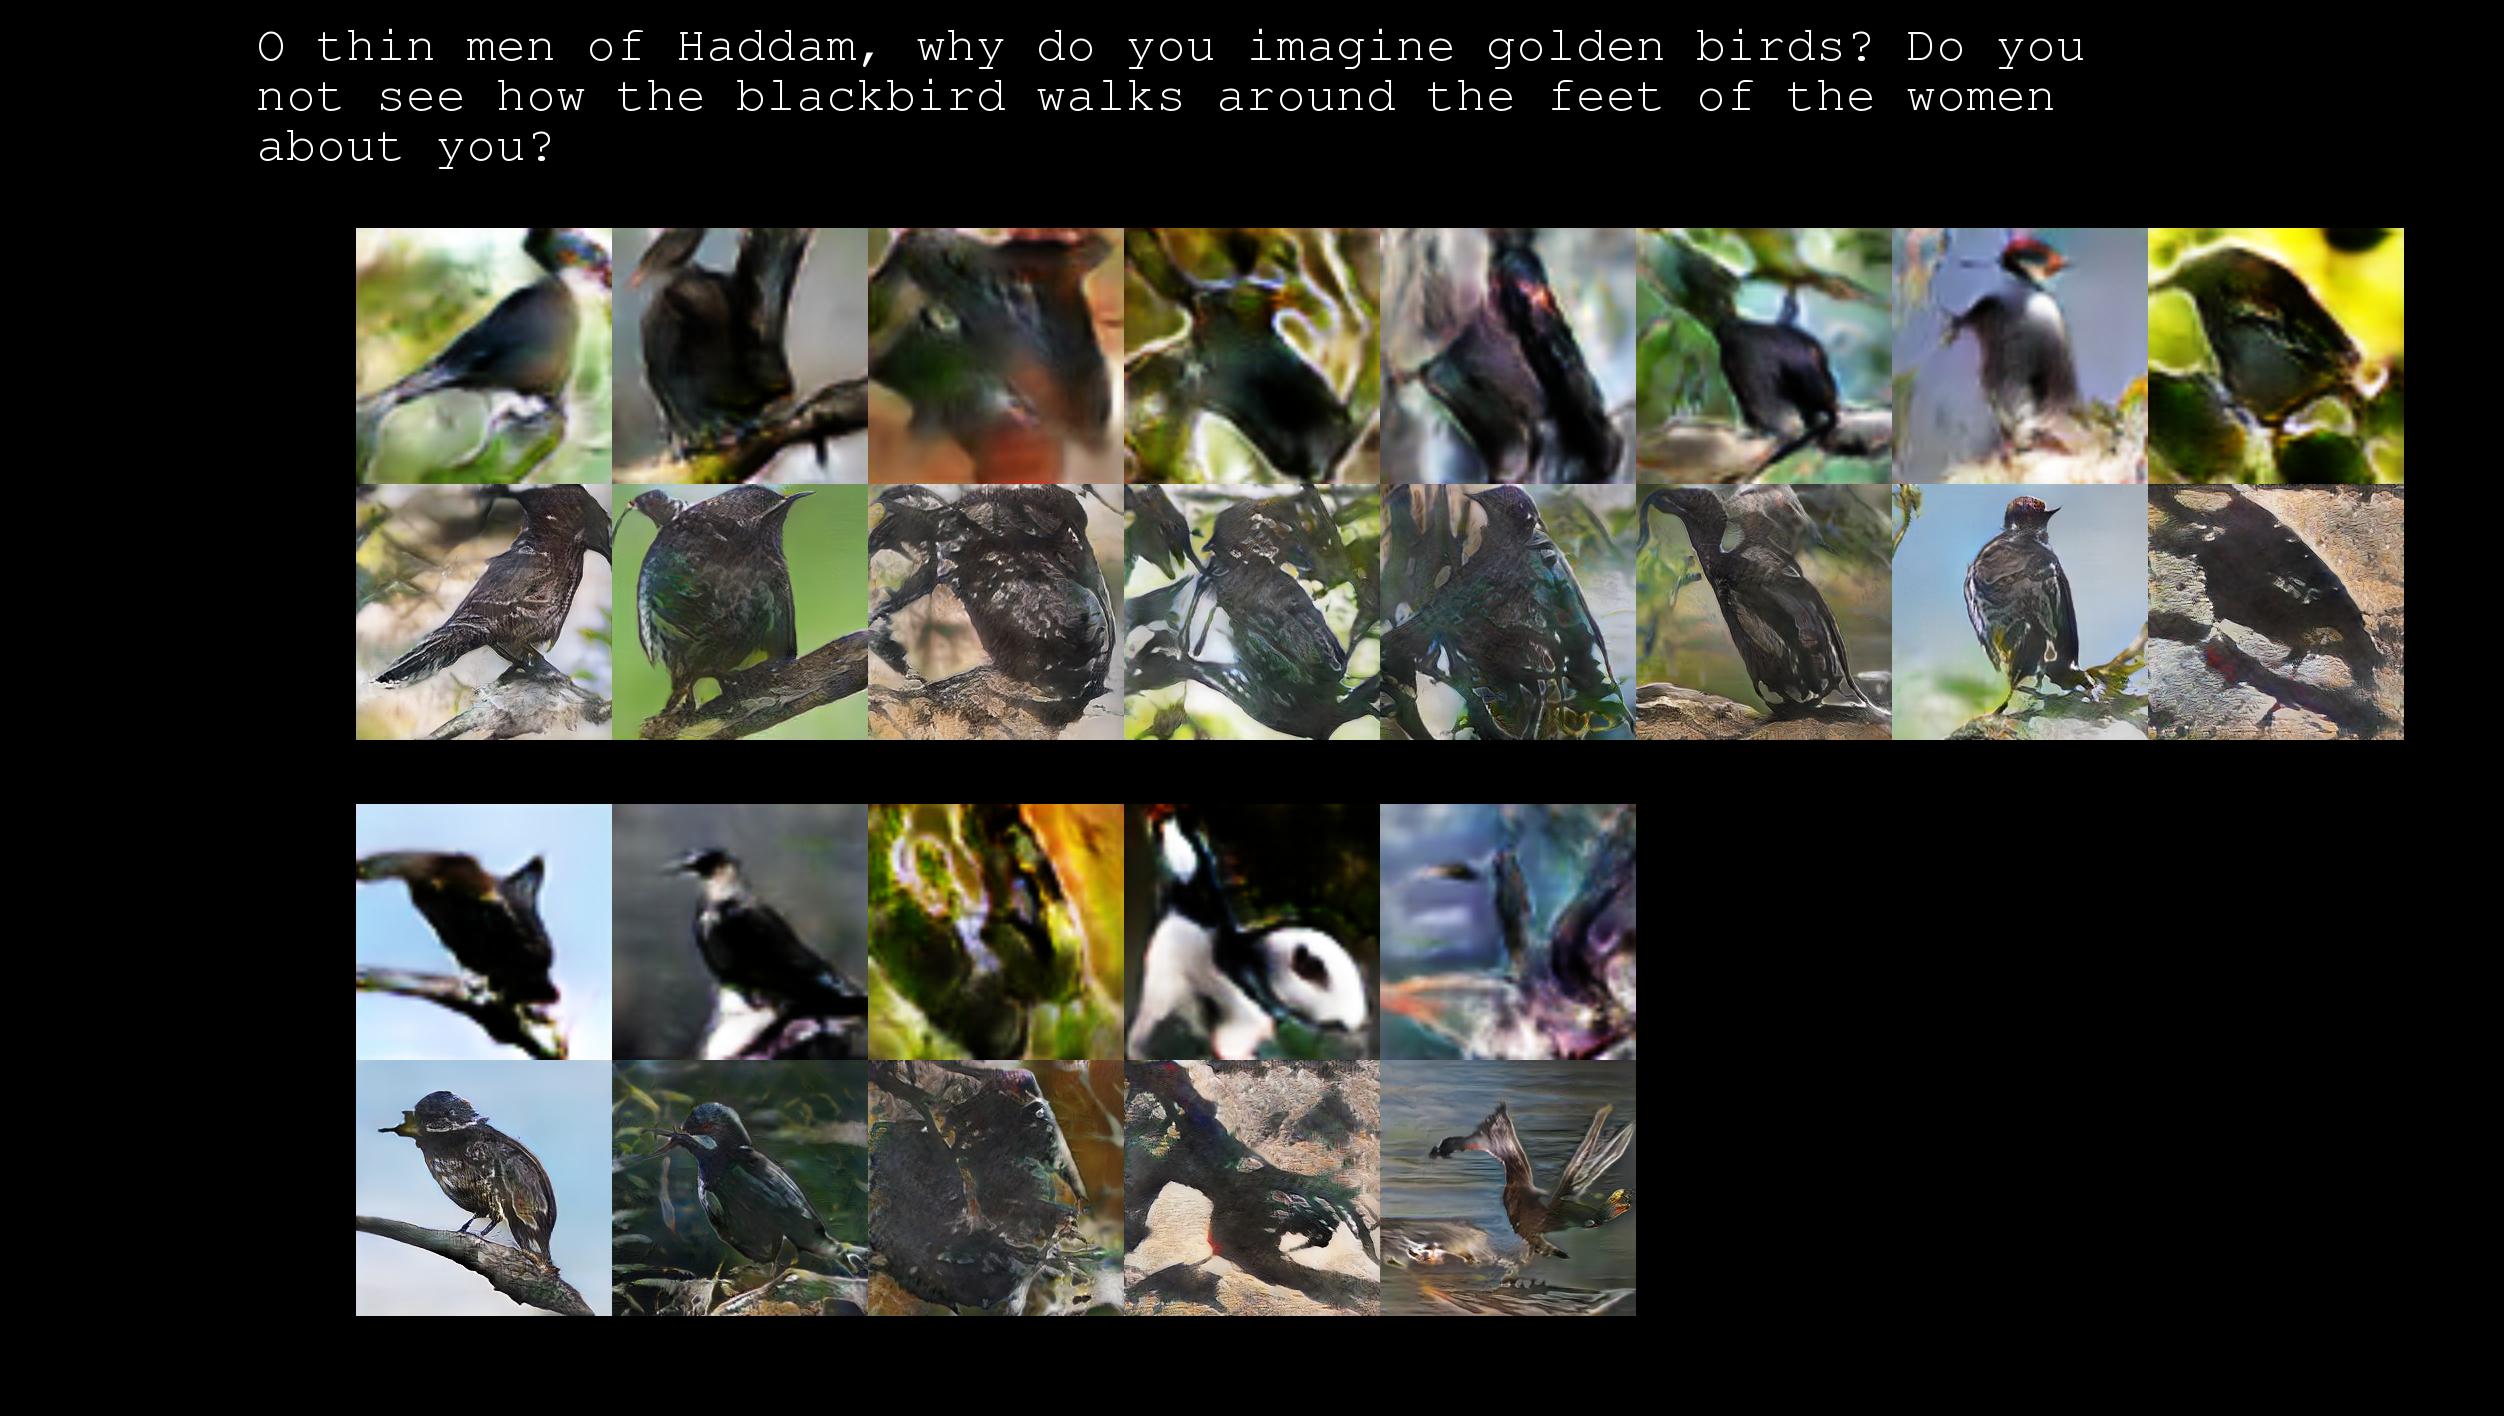 O thin men of Haddam, why do you imagine golden birds? Do you
not see how the blackbird walks around the feet of the women
about you?